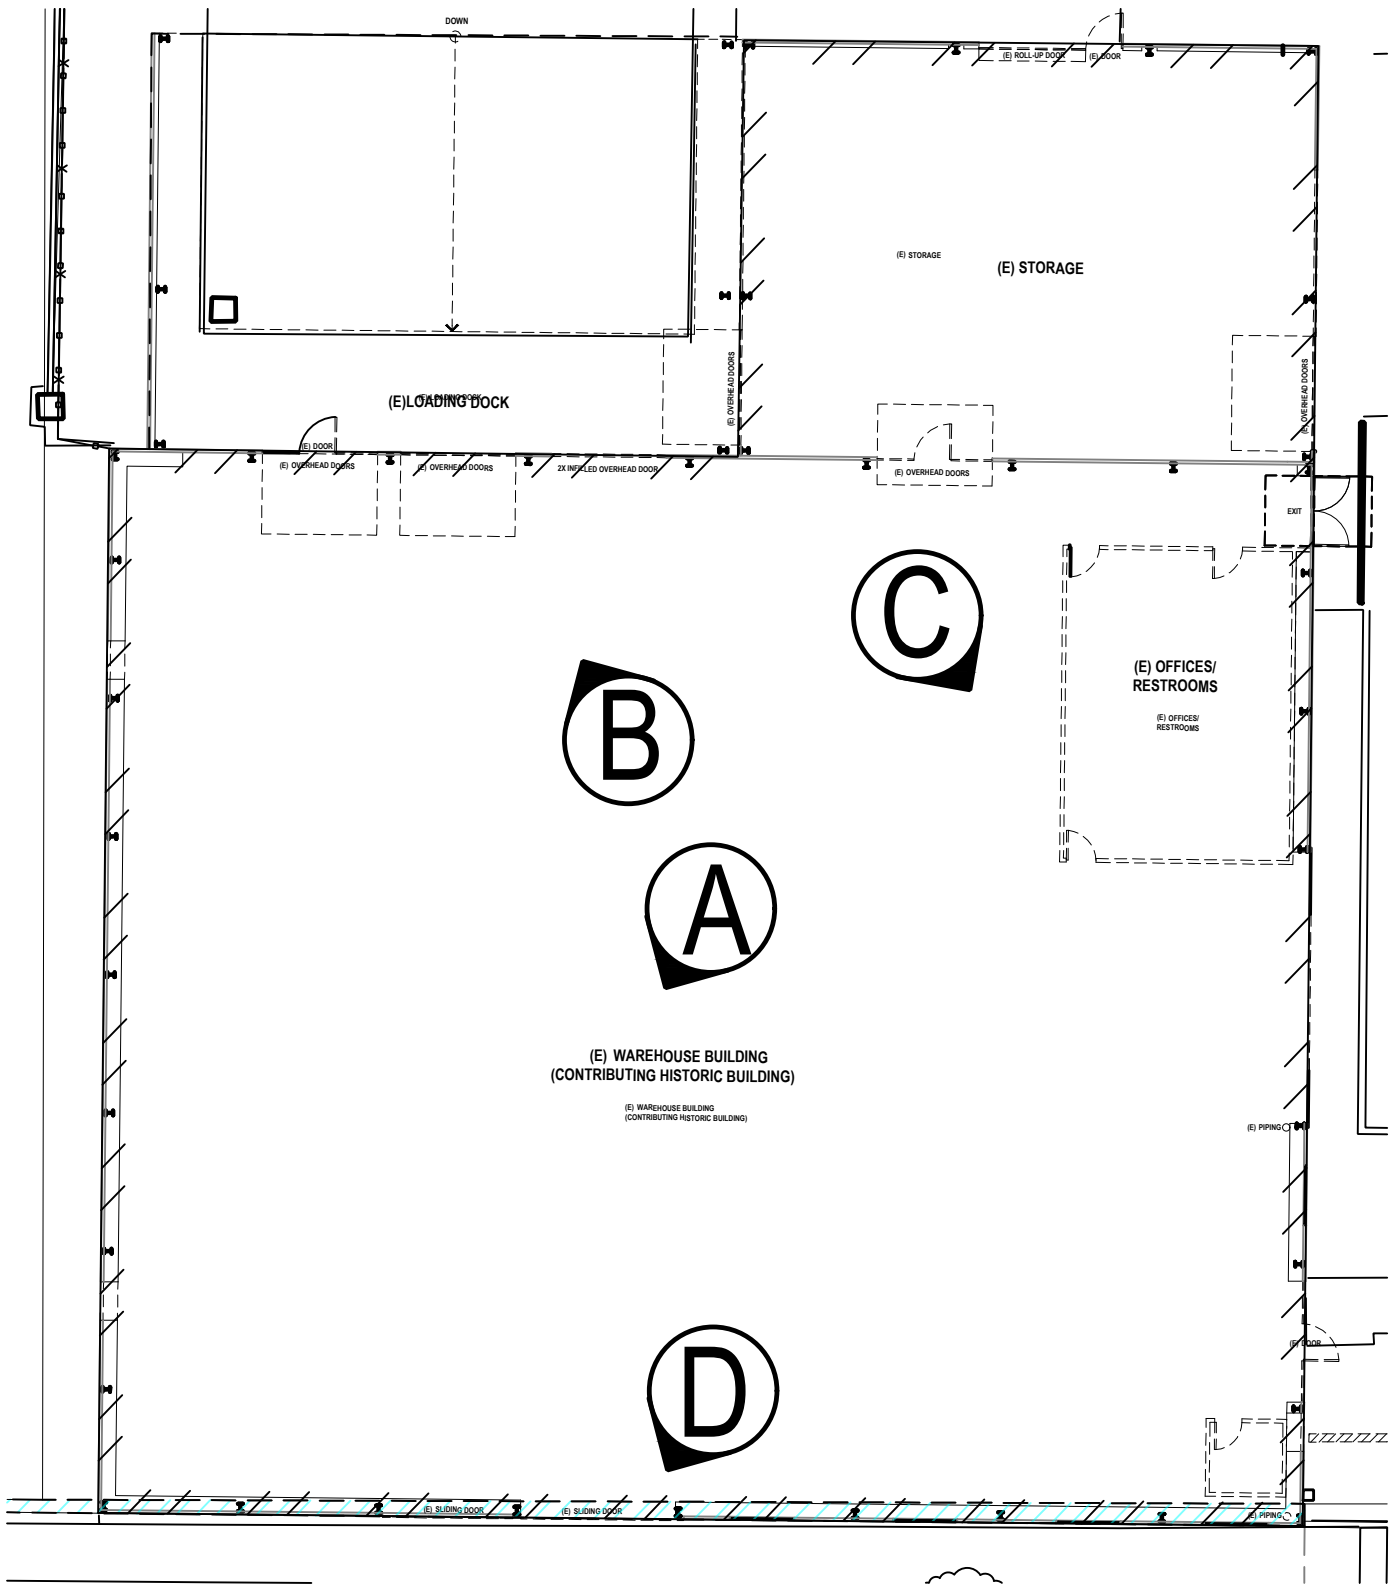 DOWN
(E) ROLL-UP DOOR
(E) DOOR
(E) STORAGE
(E) STORAGE
(E) OVERHEAD DOORS
(E) OVERHEAD DOORS
(E)LOADING DOCK
(E)LOADING DOCK
(E) DOOR
(E) OVERHEAD DOORS
(E) OVERHEAD DOORS
2X INFILLED OVERHEAD DOOR
(E) OVERHEAD DOORS
EXIT
C
(E) OFFICES/
RESTROOMS
(E) OFFICES/
RESTROOMS
B
A
(E) WAREHOUSE BUILDING
(CONTRIBUTING HISTORIC BUILDING)
(E) WAREHOUSE BUILDING
(CONTRIBUTING HISTORIC BUILDING)
(E) PIPING
(E) DOOR
D
(E) SLIDING DOOR
(E) SLIDING DOOR
(E) PIPING